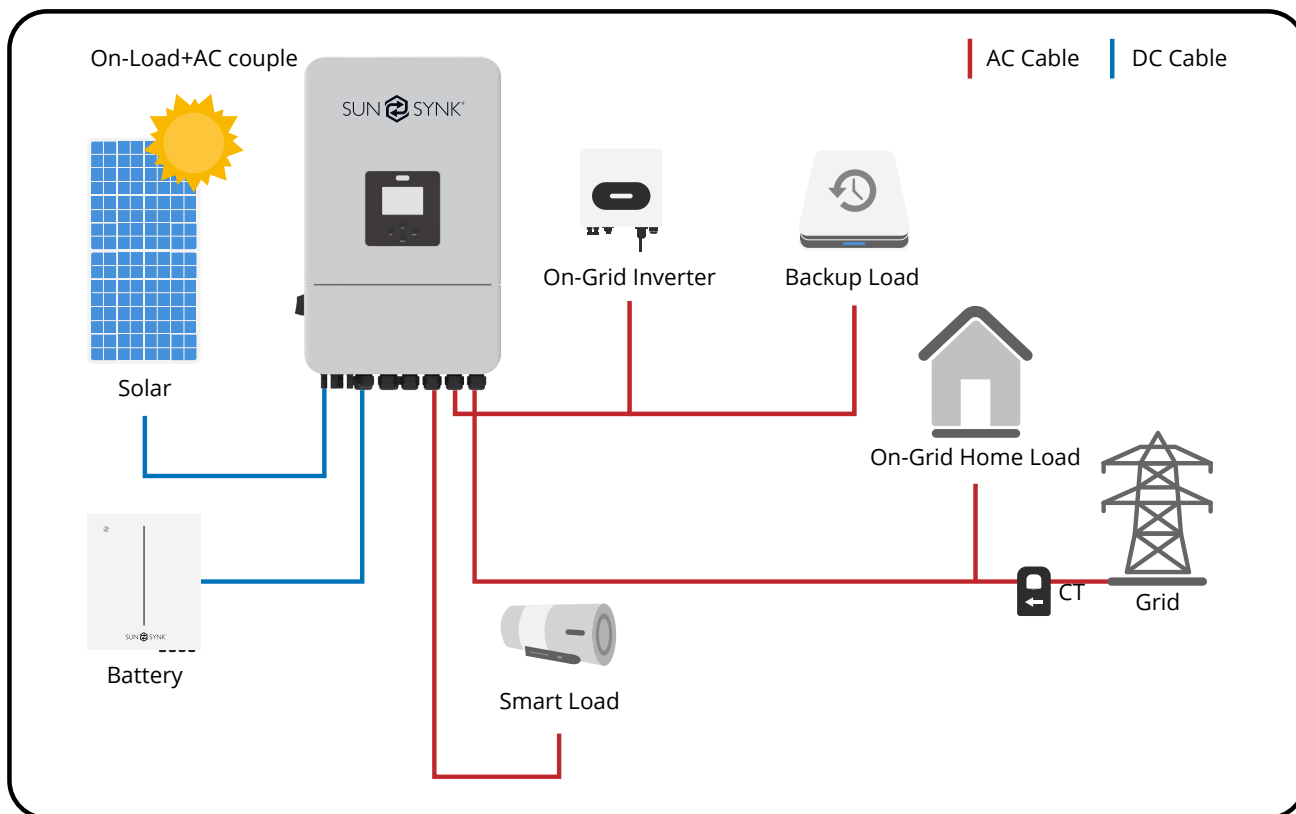 On-Load+AC couple
AC Cable
DC Cable
SUN SYNK®
On-Grid Inverter
Backup Load
Solar
On-Grid Home Load
CT
Grid
SUN SYNK
Battery
Smart Load